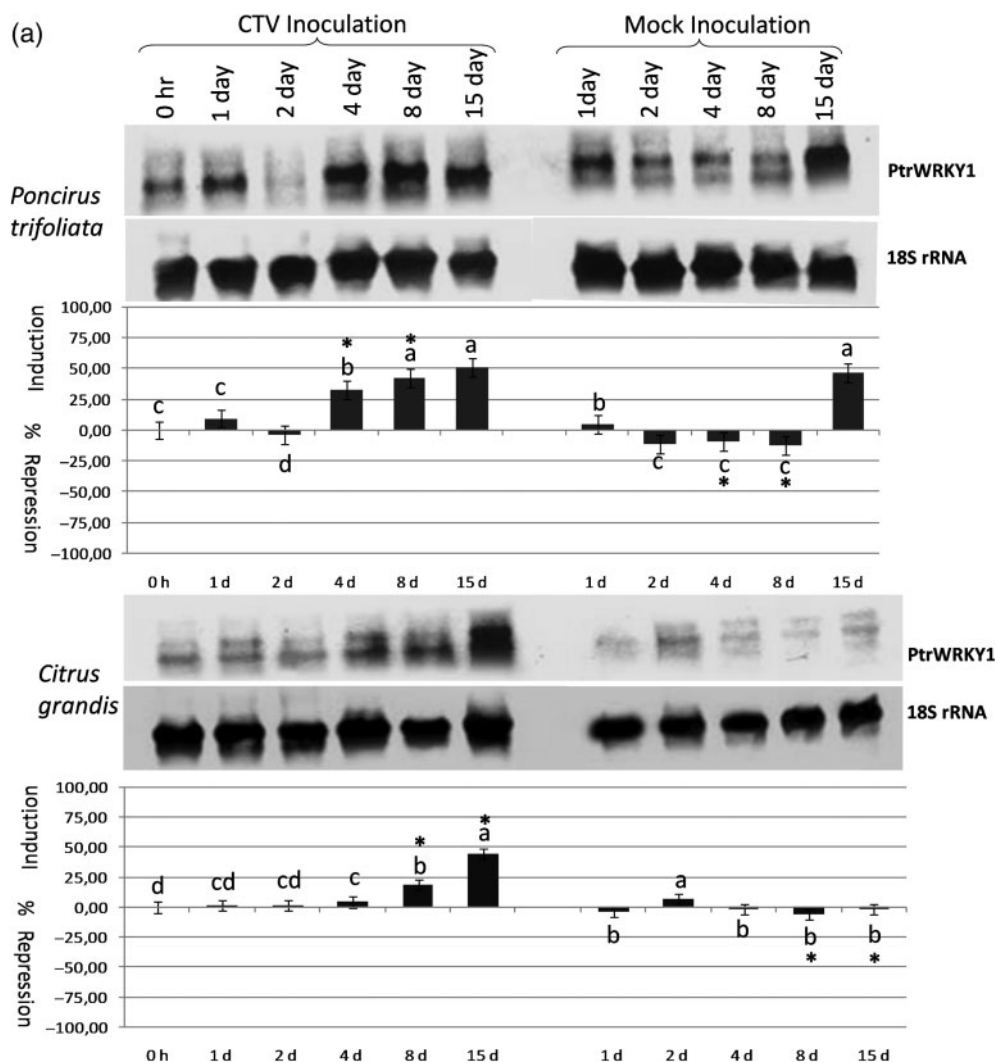 (a)
CTV Inoculation
Mock Inoculation
0 hr
1 day
2 day
4 day
8 day
15 day
1day
2 day
4 day
8 day
15 day
Poncirus
trifoliata
PtrWRKY1
18S rRNA
% Repression Induction
100,00
75,00
50,00
25,00
0,00
−25,00
−50,00
−75,00
−100,00
c
c
d
*
b
*
a
a
b
c
c
*
c
*
a
0 h 1 d 2 d 4 d 8 d 15 d 1 d 2 d 4 d 8 d 15 d
Citrus
grandis
PtrWRKY1
18S rRNA
% Repression Induction
100,00
75,00
50,00
25,00
0,00
−25,00
−50,00
−75,00
−100,00
d
cd
cd
c
*
b
*
a
b
a
b
b
*
b
*
0 h 1 d 2 d 4 d 8 d 15 d 1 d 2 d 4 d 8 d 15 d